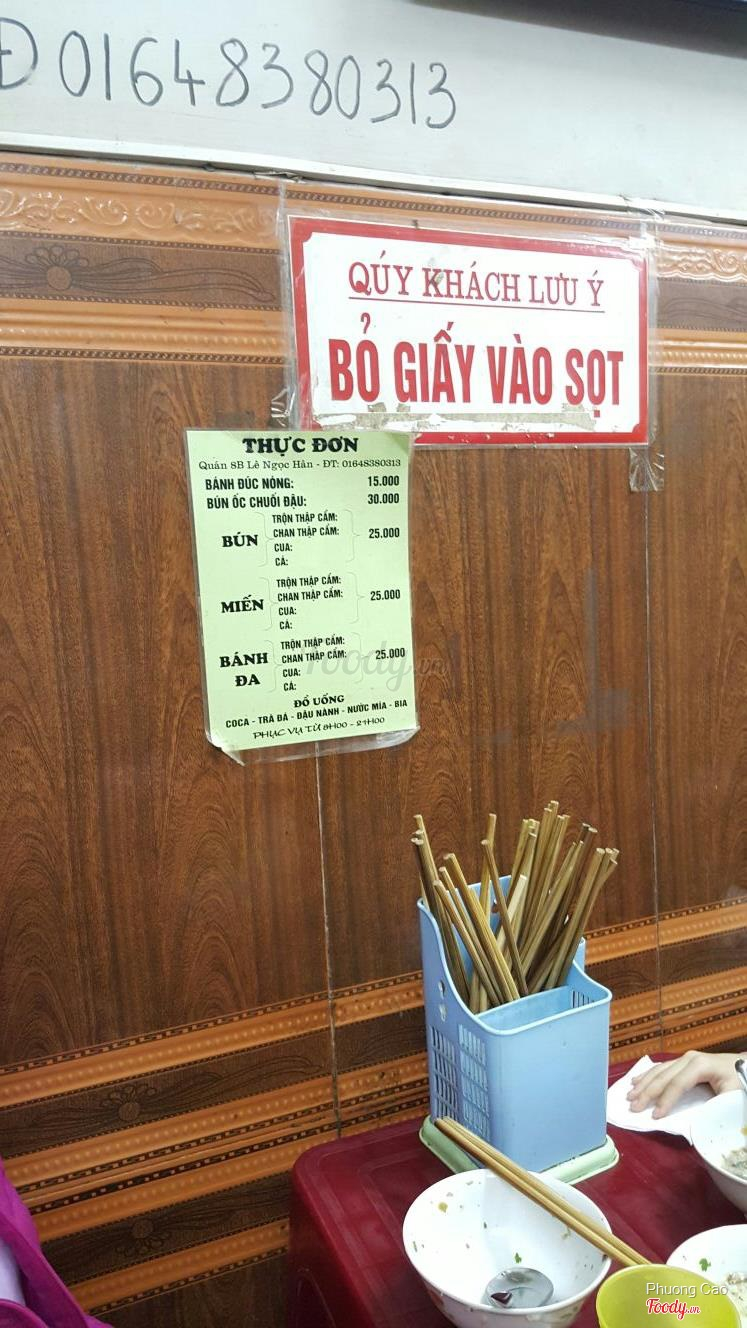 Đ 01648380313
QÚY KHÁCH LƯU Ý
BỎ GIẤY VÀO SỌT
THỰC ĐƠN
Quán 8B Lê Ngọc Hân - ĐT: 01648380313
BÁNH ĐÚC NÓNG: 15.000
BÚN ỐC CHUỐI ĐẬU: 30.000
BÚN
TRỘN THẬP CẨM:
CHAN THẬP CẨM:
CUA:
CÁ:
25.000
MIẾN
TRỘN THẬP CẨM:
CHAN THẬP CẨM:
CUA:
CÁ:
25.000
BÁNH ĐA
TRỘN THẬP CẨM:
CHAN THẬP CẨM:
CUA:
CÁ:
25.000
ĐỒ UỐNG
COCA - TRÀ ĐÁ - ĐẬU NÀNH - NƯỚC MÍA - BIA
PHỤC VỤ TỪ 8H00 - 21H00
Foody.vn
Phuong Cao
Foody.vn